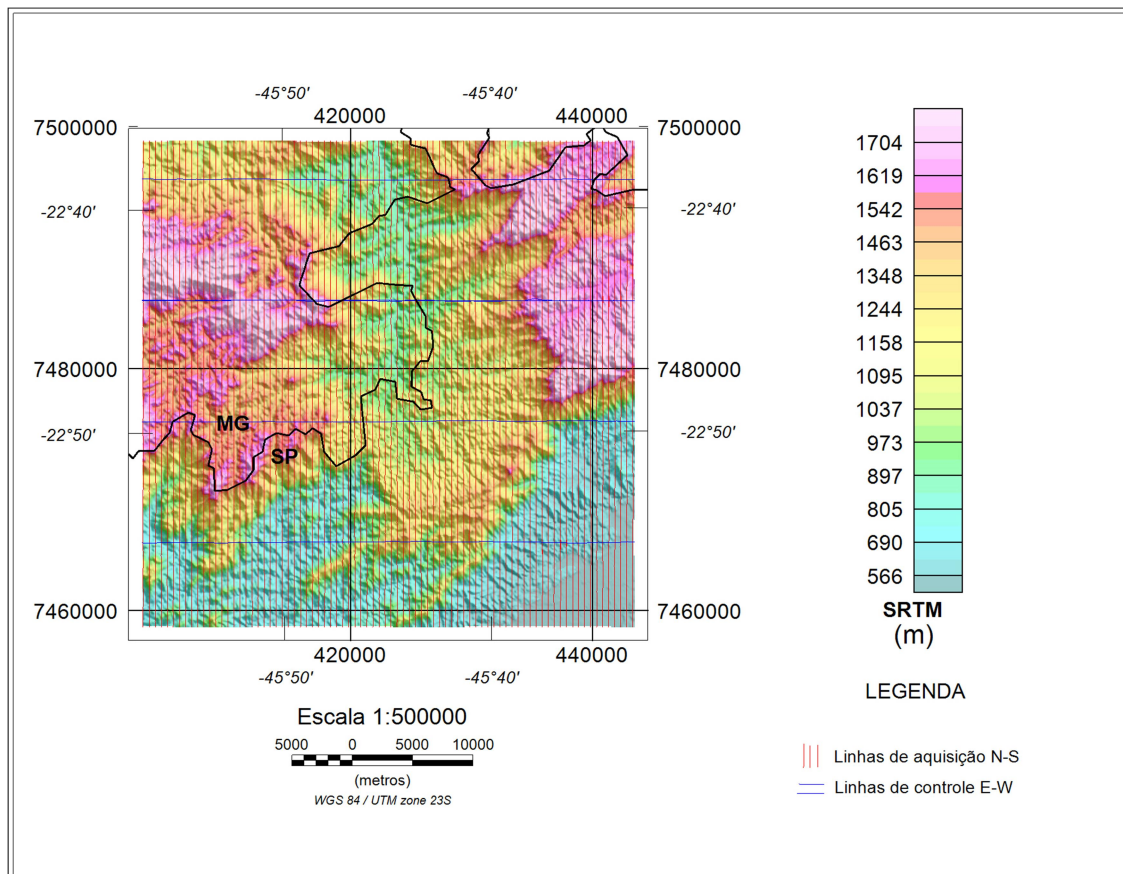 -45°50'
-45°40'
420000
440000
7500000
7500000
-22°40'
-22°40'
7480000
7480000
-22°50'
-22°50'
MG
SP
7460000
7460000
420000
440000
-45°50'
-45°40'
Escala 1:500000
5000 0 5000 10000
(metros)
WGS 84 / UTM zone 23S
1704
1619
1542
1463
1348
1244
1158
1095
1037
973
897
805
690
566
SRTM
(m)
LEGENDA
Linhas de aquisição N-S
Linhas de controle E-W